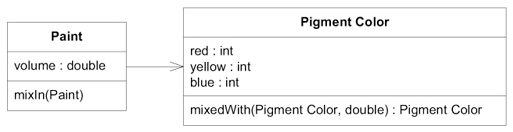 Paint
volume : double
mixIn(Paint)
Pigment Color
red : int
yellow : int
blue : int
mixedWith(Pigment Color, double) : Pigment Color